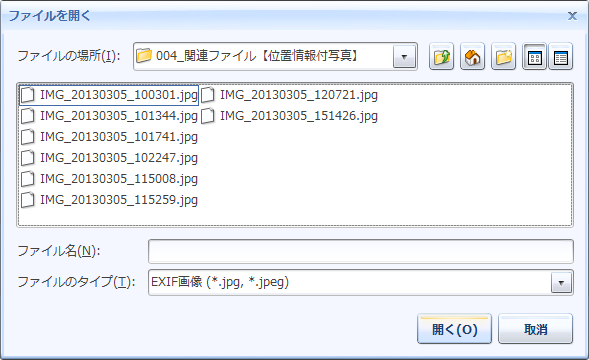 ファイルを開く
ファイルの場所(I): 004_関連ファイル【位置情報付写真】
IMG_20130305_100301.jpg IMG_20130305_120721.jpg
IMG_20130305_101344.jpg IMG_20130305_151426.jpg
IMG_20130305_101741.jpg
IMG_20130305_102247.jpg
IMG_20130305_115008.jpg
IMG_20130305_115259.jpg
ファイル名(N):
ファイルのタイプ(T): EXIF画像 (*.jpg, *.jpeg)
開く(O) 取消